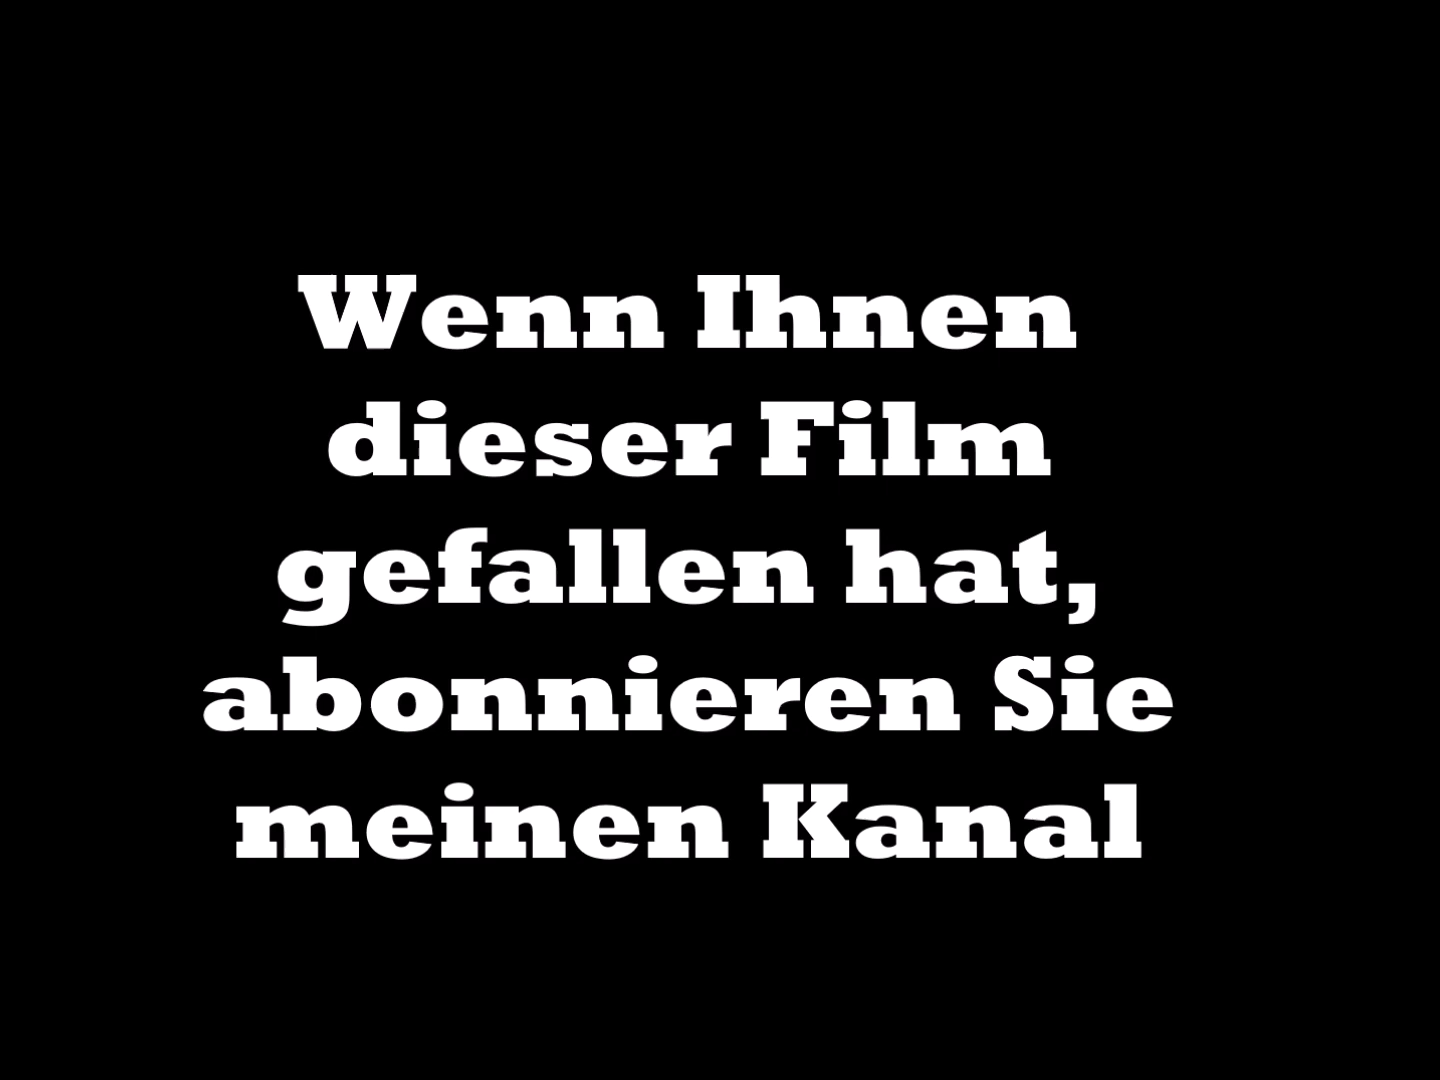 Wenn Ihnen
dieser Film
gefallen hat,
abonnieren Sie
meinen Kanal